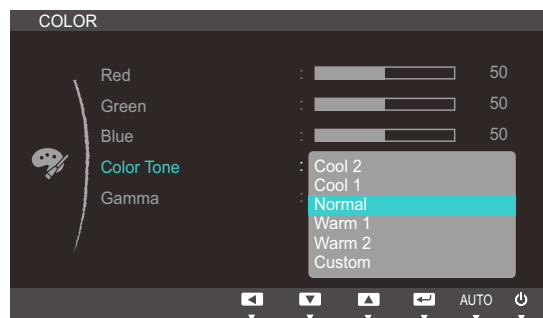 COLOR
Red : 50
Green : 50
Blue : 50
Color Tone : Cool 2
Cool 1
Gamma : Normal
Warm 1
Warm 2
Custom
AUTO